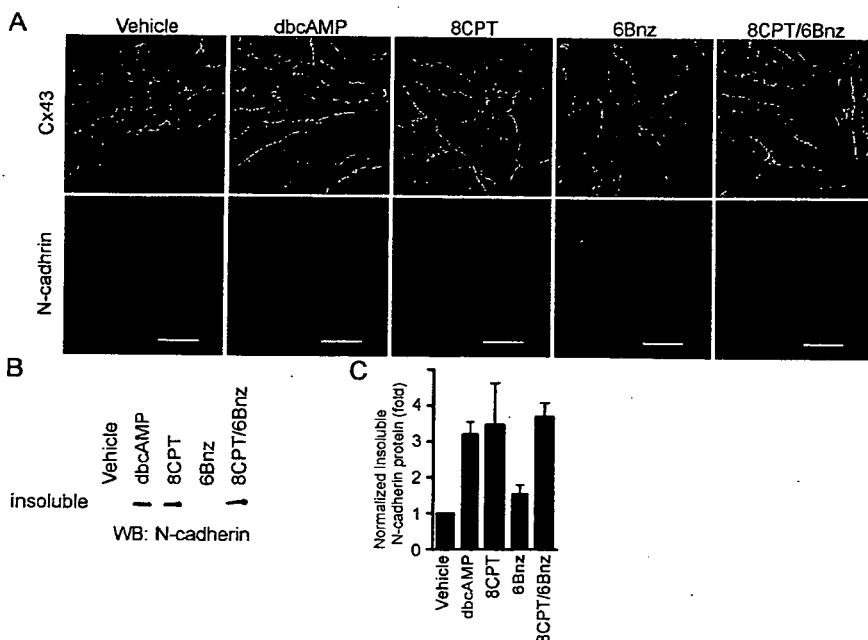 A
Vehicle
dbcAMP
8CPT
6Bnz
8CPT/6Bnz
Cx43
N-cadhrin
B
Vehicle
dbcAMP
8CPT
6Bnz
8CPT/6Bnz
insoluble
WB: N-cadherin
C
Normalized Insoluble
N-cadherin protein (fold)
4
3
2
1
0
Vehicle
dbcAMP
8CPT
6Bnz
8CPT/6Bnz